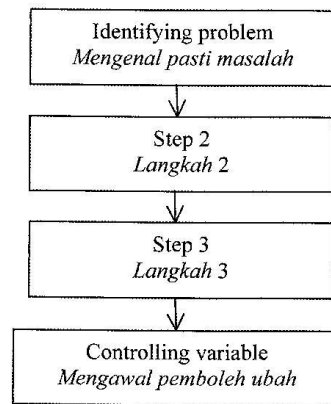 Identifying problem
Mengenal pasti masalah
Step 2
Langkah 2
Step 3
Langkah 3
Controlling variable
Mengawal pemboleh ubah